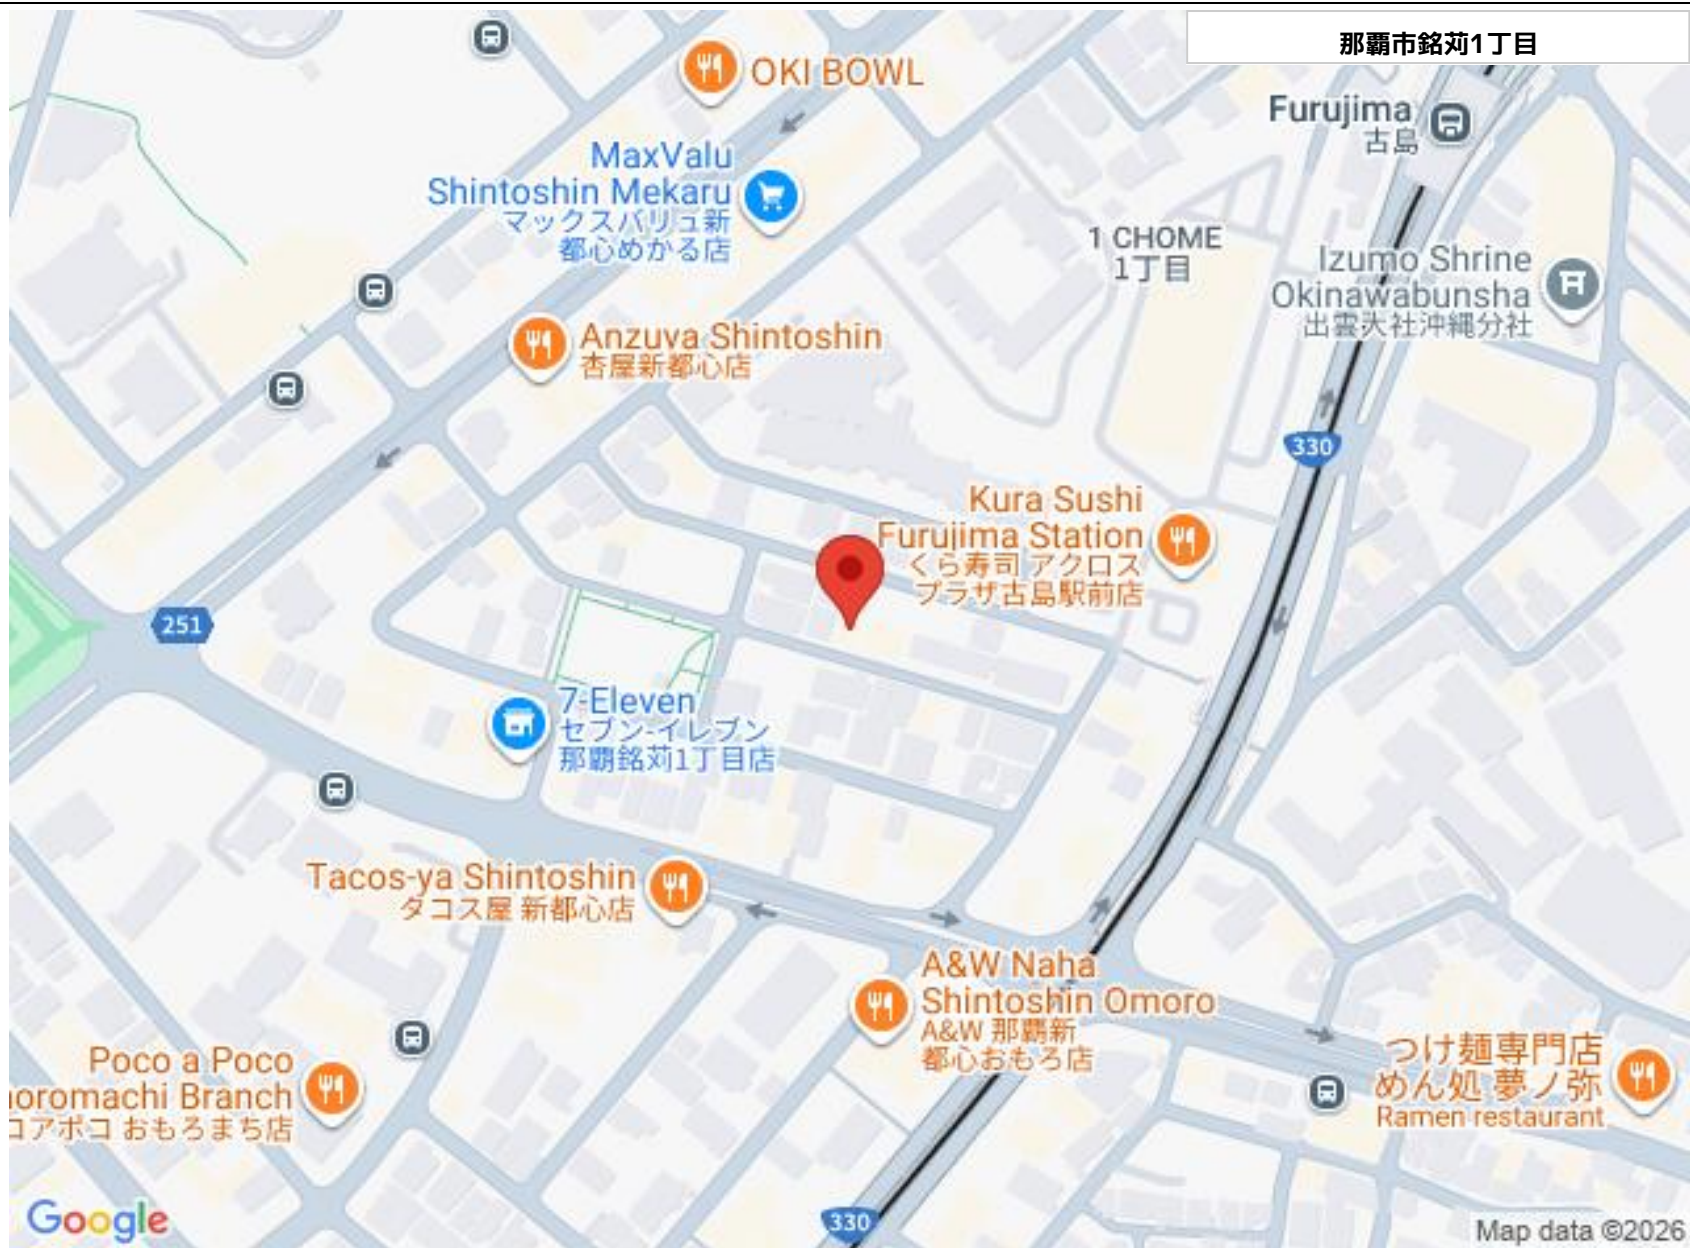 那覇市銘苅1丁目
OKI BOWL
Furujima
古島
MaxValu
Shintoshin Mekaru
マックスバリュ新
都心めかる店
1 CHOME
1丁目
Izumo Shrine
Okinawabunsha
出雲大社沖縄分社
Anzuya Shintoshin
杏屋新都心店
330
Kura Sushi
Furujima Station
くら寿司 アクロス
プラザ古島駅前店
251
7-Eleven
セブン-イレブン
那覇銘苅1丁目店
Tacos-ya Shintoshin
タコス屋 新都心店
A&W Naha
Shintoshin Omoro
A&W 那覇新
都心おもろ店
Poco a Poco
noromachi Branch
コアポコ おもろまち店
つけ麺専門店
めん処 夢ノ弥
Ramen restaurant
330
Google
Map data ©2026